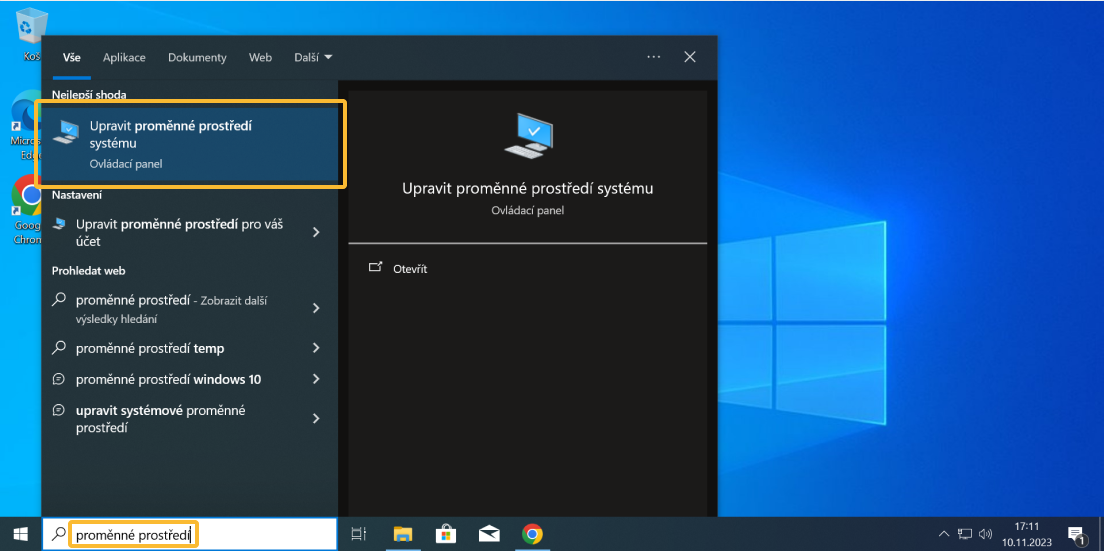 Koš
Vše Aplikace Dokumenty Web Další
Nejlepší shoda
Upravit proměnné prostředí
systému
Ovládací panel
Nastavení
Upravit proměnné prostředí pro váš
účet
Prohledat web
proměnné prostředí - Zobrazit další
výsledky hledání
proměnné prostředí temp
proměnné prostředí windows 10
upravit systémové proměnné
prostředí
Upravit proměnné prostředí systému
Ovládací panel
Otevřít
Micros
Edge
Goog
Chron
proměnné prostředí
17:11
10.11.2023
1